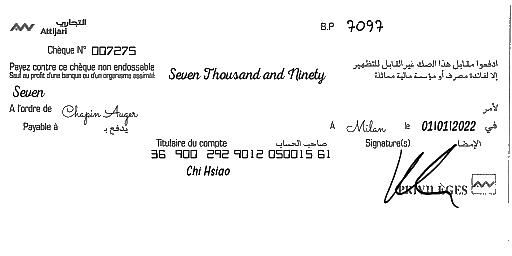 التجاري
Attijari
B.P 7097
Chèque N° 007275
Payez contre ce chèque non endossable
Sauf au profit d'une banque ou d'un organisme assimilé
ادفعوا مقابل هذا الصك غير القابل للتظهير
إلا لفائدة مصرف أو مؤسسة مالية مماثلة
Seven Thousand and Ninety
Seven
A l'ordre de Chapin Auger لأمر
Payable à يدفع بـ
A Milan le 01/01/2022 في
Titulaire du compte صاحب الحساب
Signature(s) الإمضاء
36 900 292 9012 050015 61
Chi Hsiao
PRIVILÈGES